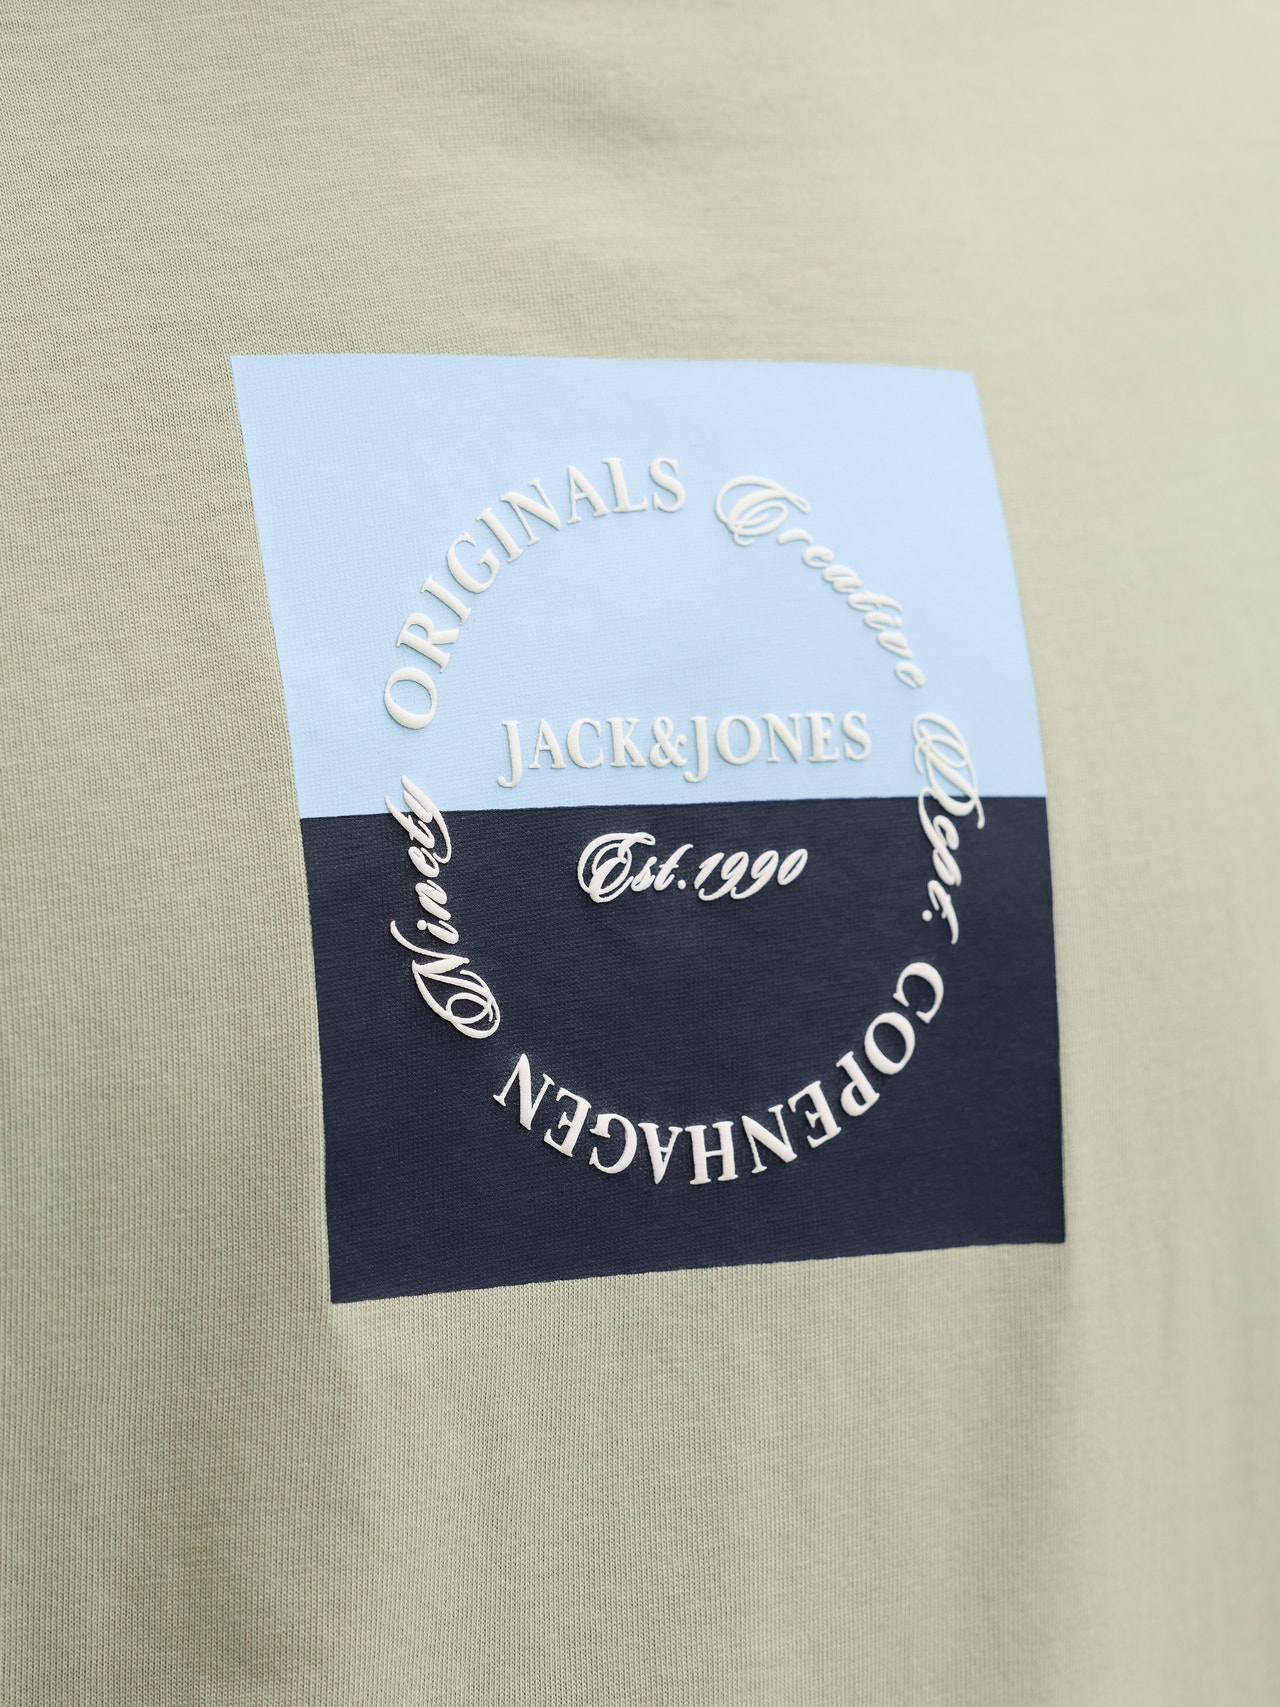 ORIGINALS Creative Dept. COPENHAGEN Ninety
JACK&JONES
Est.1990